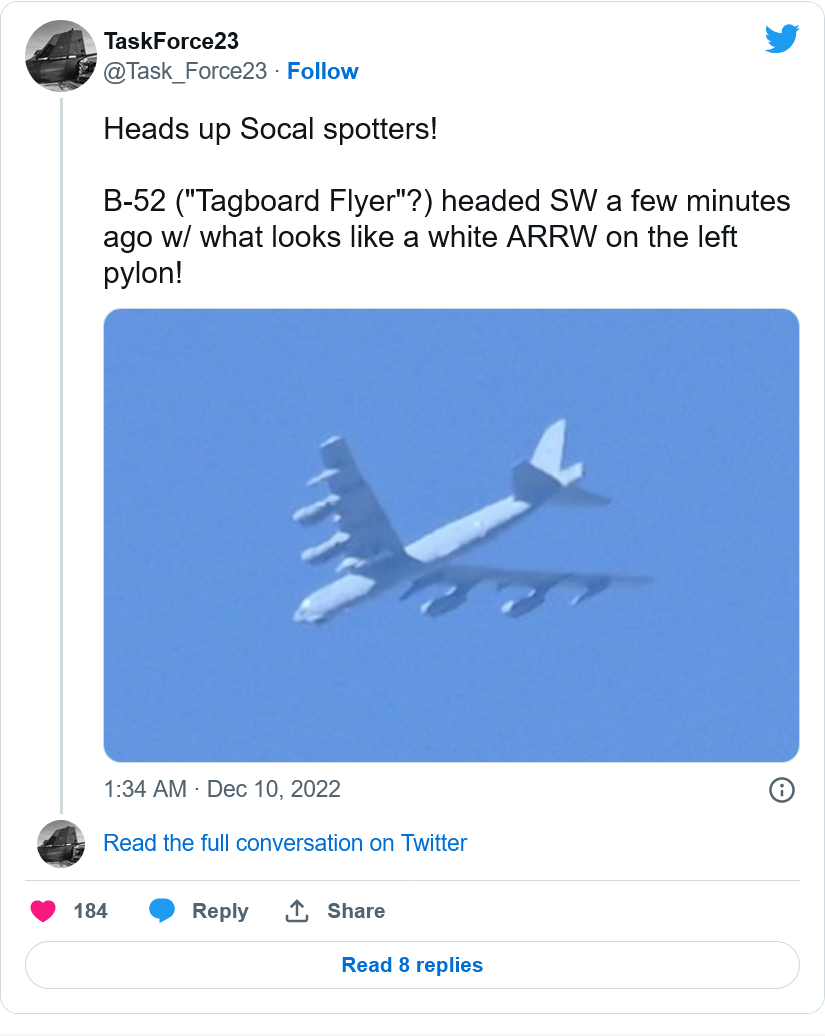 TaskForce23
@Task_Force23 · Follow
Heads up Socal spotters!
B-52 ("Tagboard Flyer"?) headed SW a few minutes
ago w/ what looks like a white ARRW on the left
pylon!
1:34 AM · Dec 10, 2022
Read the full conversation on Twitter
184 Reply Share
Read 8 replies